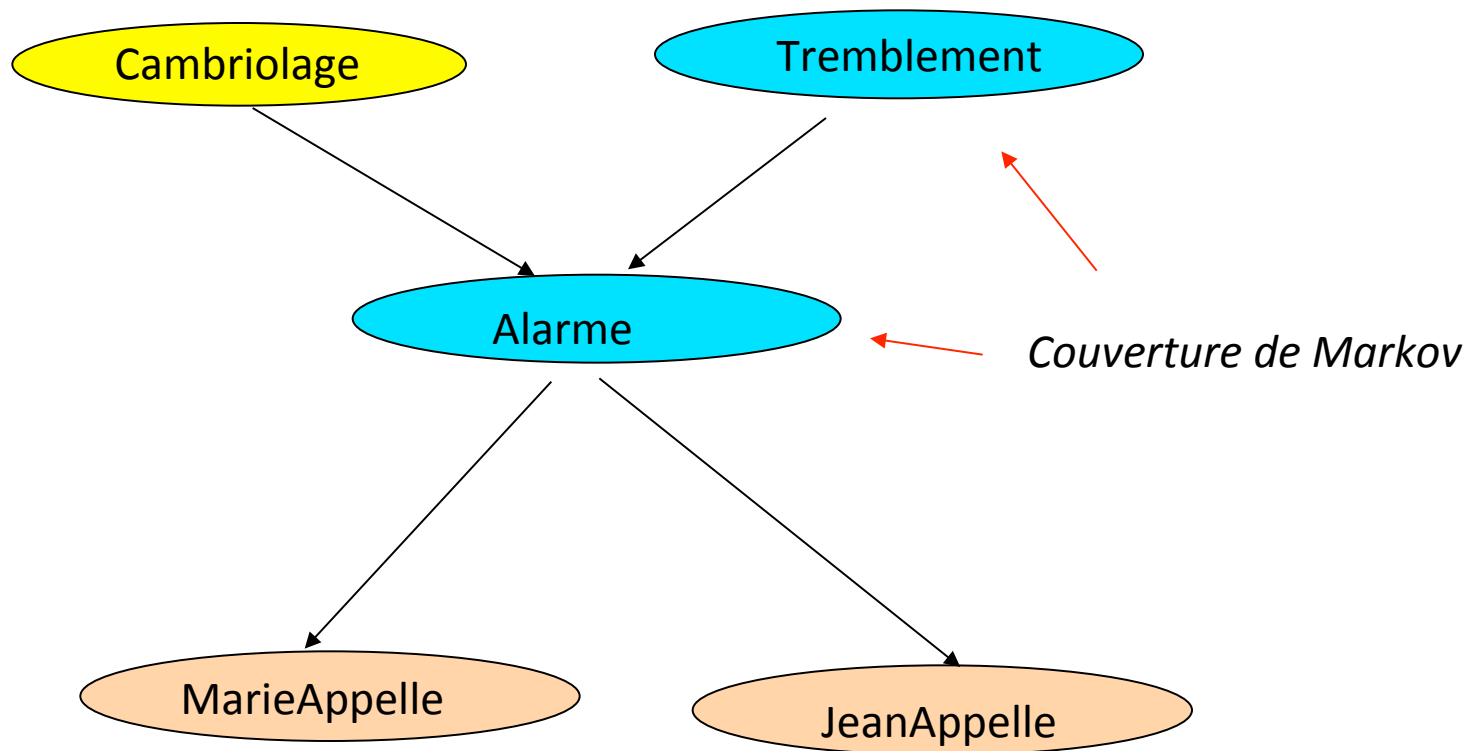 Cambriolage
Tremblement
Alarme
Couverture de Markov
MarieAppelle
JeanAppelle